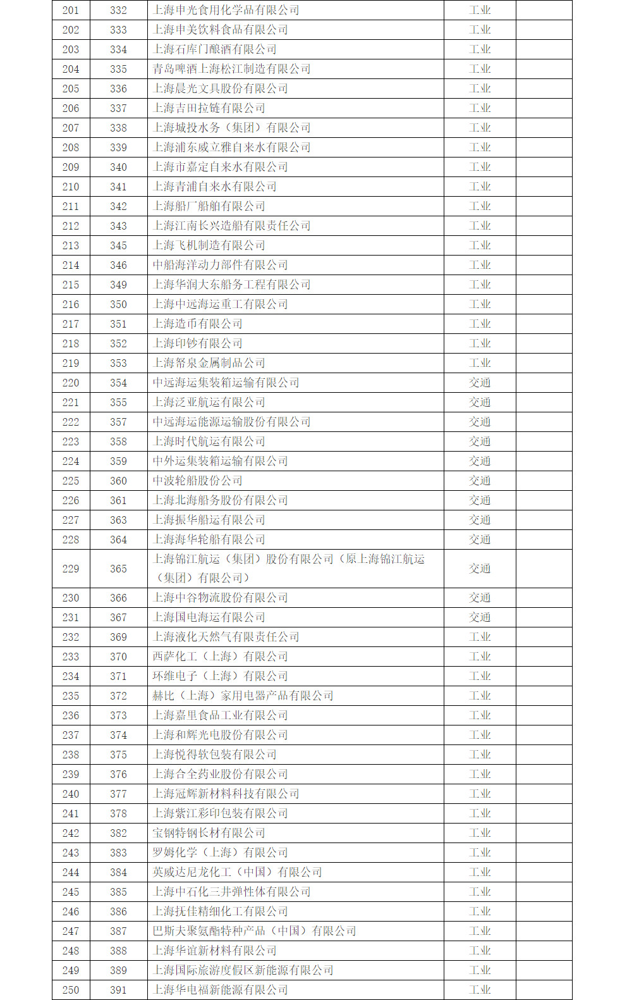 201 332 上海申光食用化学品有限公司 工业
202 333 上海申美饮料食品有限公司 工业
203 334 上海石库门酿酒有限公司 工业
204 335 青岛啤酒上海松江制造有限公司 工业
205 336 上海晨光文具股份有限公司 工业
206 337 上海吉田拉链有限公司 工业
207 338 上海城投水务（集团）有限公司 工业
208 339 上海浦东威立雅自来水有限公司 工业
209 340 上海市嘉定自来水有限公司 工业
210 341 上海青浦自来水有限公司 工业
211 342 上海船厂船舶有限公司 工业
212 343 上海江南长兴造船有限责任公司 工业
213 345 上海飞机制造有限公司 工业
214 346 中船海洋动力部件有限公司 工业
215 349 上海华润大东船务工程有限公司 工业
216 350 上海中远海运重工有限公司 工业
217 351 上海造币有限公司 工业
218 352 上海印钞有限公司 工业
219 353 上海帑泉金属制品公司 工业
220 354 中远海运集装箱运输有限公司 交通
221 355 上海泛亚航运有限公司 交通
222 357 中远海运能源运输股份有限公司 交通
223 358 上海时代航运有限公司 交通
224 359 中外运集装箱运输有限公司 交通
225 360 中波轮船股份公司 交通
226 361 上海北海船务股份有限公司 交通
227 363 上海振华船运有限公司 交通
228 364 上海海华轮船有限公司 交通
229 365 上海锦江航运（集团）股份有限公司（原上海锦江航运
（集团）有限公司） 交通
230 366 上海中谷物流股份有限公司 交通
231 367 上海国电海运有限公司 交通
232 369 上海液化天然气有限责任公司 工业
233 370 西萨化工（上海）有限公司 工业
234 371 环维电子（上海）有限公司 工业
235 372 赫比（上海）家用电器产品有限公司 工业
236 373 上海嘉里食品工业有限公司 工业
237 374 上海和辉光电股份有限公司 工业
238 375 上海悦得软包装有限公司 工业
239 376 上海合全药业股份有限公司 工业
240 377 上海冠辉新材料科技有限公司 工业
241 378 上海紫江彩印包装有限公司 工业
242 382 宝钢特钢长材有限公司 工业
243 383 罗姆化学（上海）有限公司 工业
244 384 英威达尼龙化工（中国）有限公司 工业
245 385 上海中石化三井弹性体有限公司 工业
246 386 上海抚佳精细化工有限公司 工业
247 387 巴斯夫聚氨酯特种产品（中国）有限公司 工业
248 388 上海华谊新材料有限公司 工业
249 389 上海国际旅游度假区新能源有限公司 工业
250 391 上海华电福新能源有限公司 工业